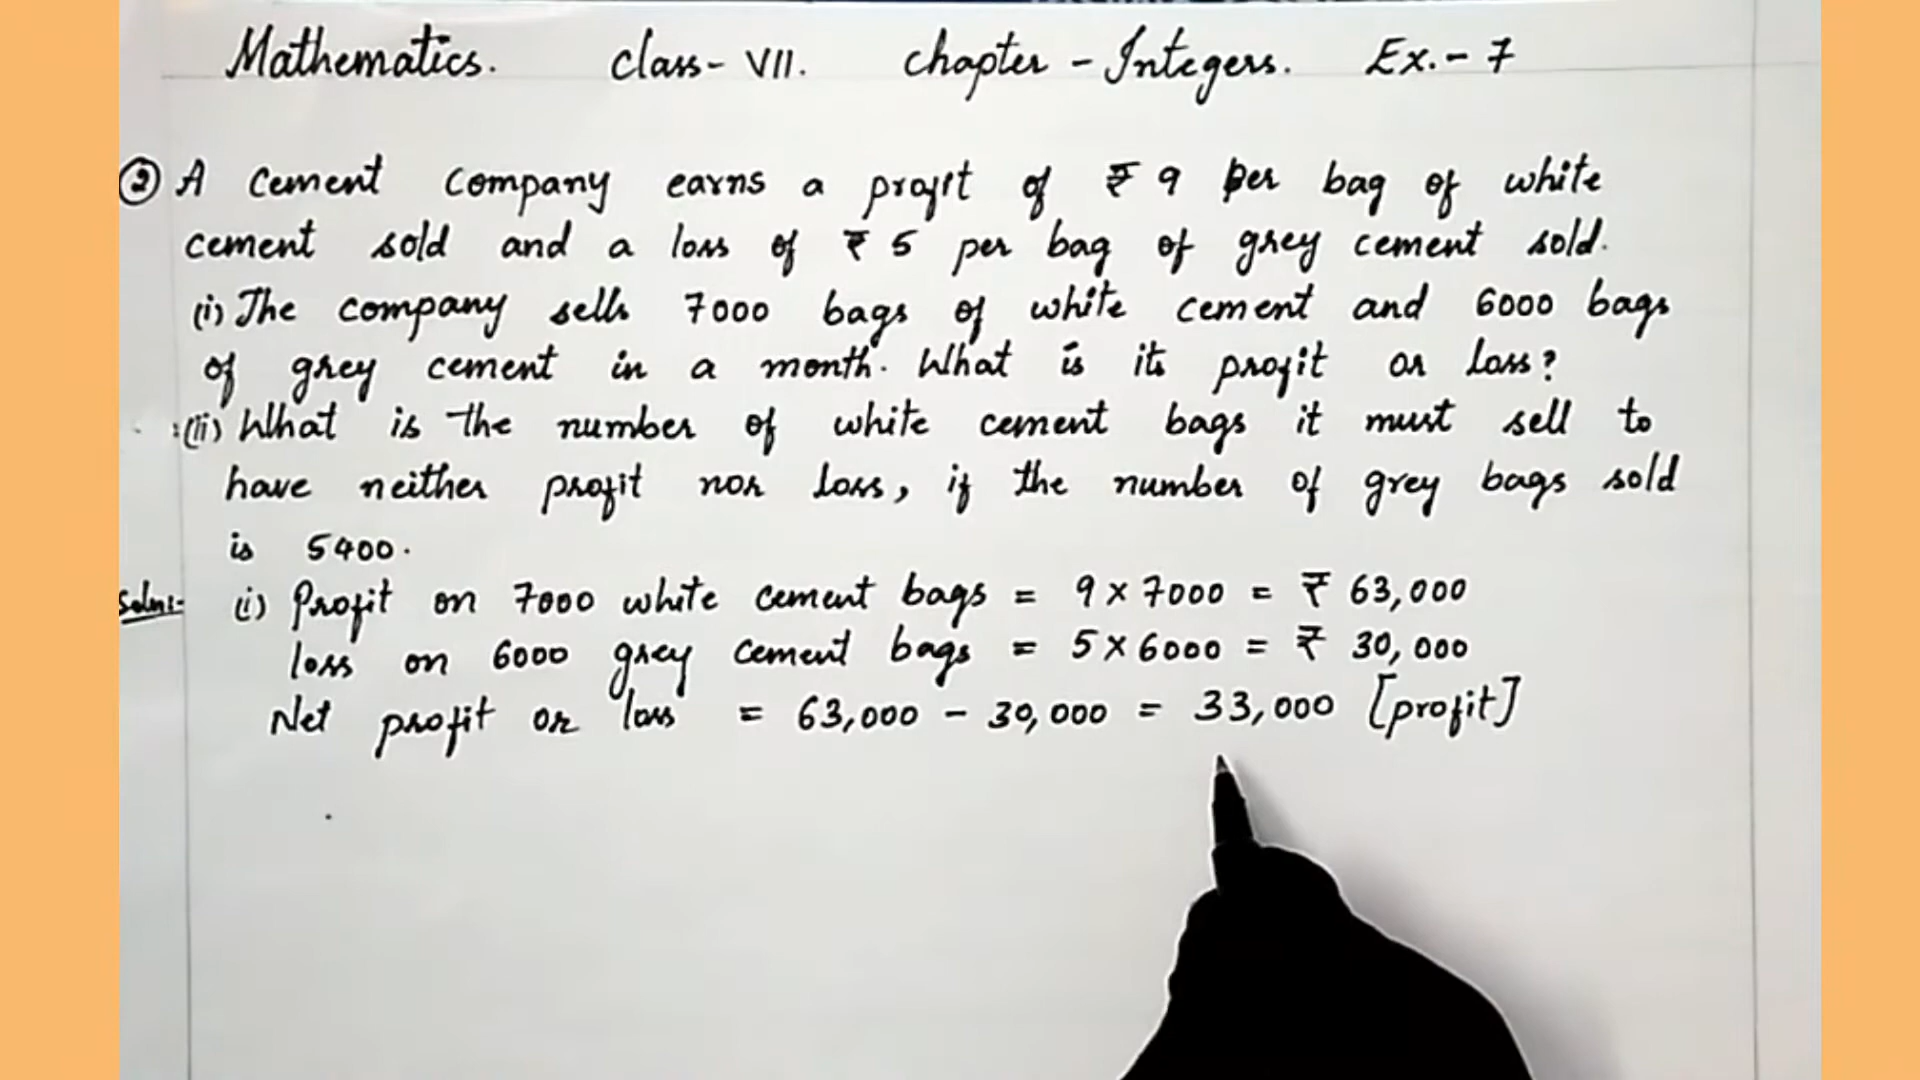 Mathematics. class- VII. chapter - Integers. Ex.- 7
② A cement company earns a profit of ₹ 9 per bag of white
cement sold and a loss of ₹ 5 per bag of grey cement sold.
(i) The company sells 7000 bags of white cement and 6000 bags
of grey cement in a month. What is its profit or loss?
(ii) What is the number of white cement bags it must sell to
have neither profit nor loss, if the number of grey bags sold
is 5400.
Soln:- (i) Profit on 7000 white cement bags = 9 × 7000 = ₹ 63,000
loss on 6000 grey cement bags = 5 × 6000 = ₹ 30,000
Net profit or loss = 63,000 - 30,000 = 33,000 [profit]